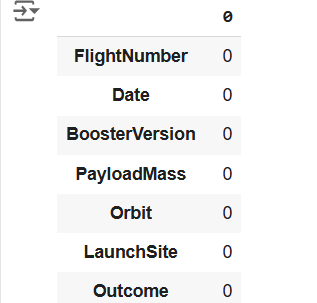 0
FlightNumber 0
Date 0
BoosterVersion 0
PayloadMass 0
Orbit 0
LaunchSite 0
Outcome 0